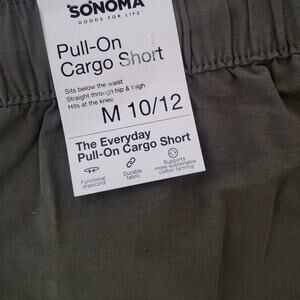 SONOMA
GOODS FOR LIFE
Pull-On
Cargo Short
Sits below the waist
Straight through hip & thigh
Hits at the knee
M 10/12
The Everyday
Pull-On Cargo Short
Functional
drawcord
Durable
fabric
Supports
more-sustainable
cotton farming